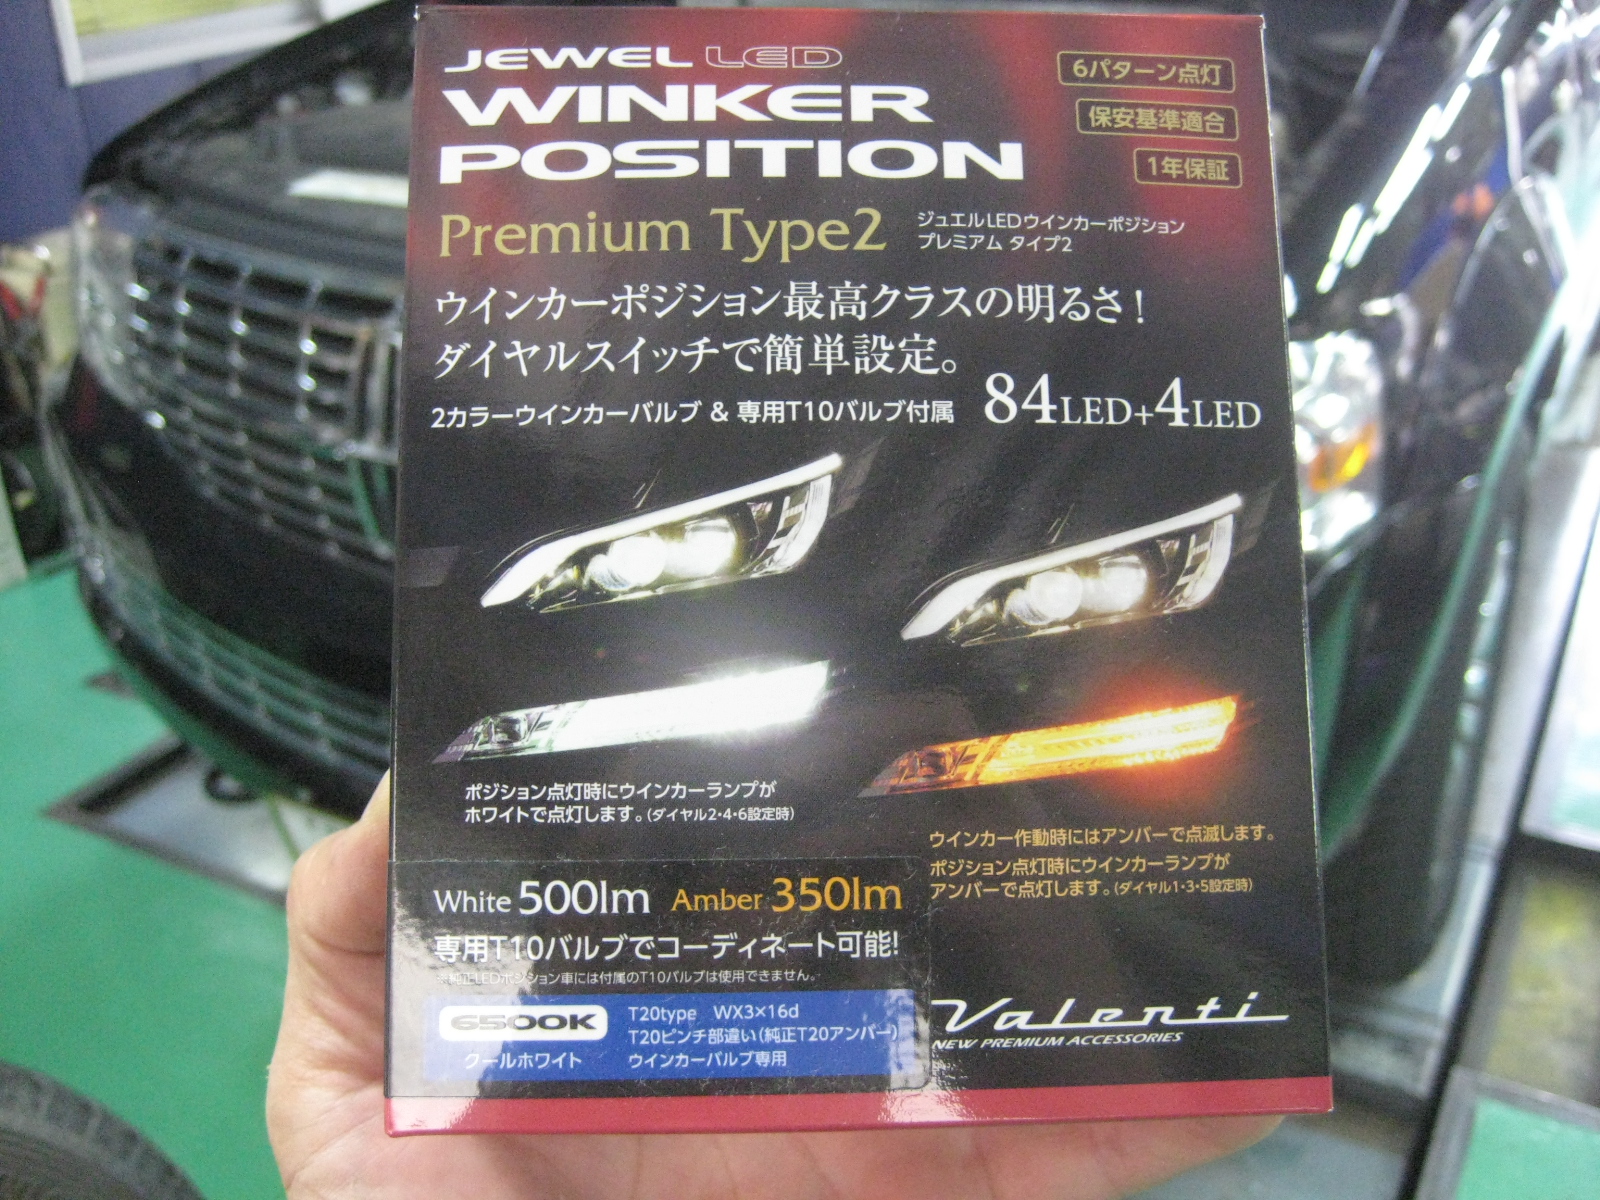 JEWEL LED
WINKER
POSITION
6パターン点灯
保安基準適合
1年保証
Premium Type2
ジュエルLEDウインカーポジション
プレミアム タイプ2
ウインカーポジション最高クラスの明るさ!
ダイヤルスイッチで簡単設定。
2カラーウインカーバルブ & 専用T10バルブ付属
84LED+4LED
ポジション点灯時にウインカーランプが
ホワイトで点灯します。(ダイヤル2・4・6設定時)
ウインカー作動時にはアンバーで点滅します。
ポジション点灯時にウインカーランプが
アンバーで点灯します。(ダイヤル1・3・5設定時)
White 500lm Amber 350lm
専用T10バルブでコーディネート可能!
※純正LEDポジション車には付属のT10バルブは使用できません。
6500K
クールホワイト
T20type WX3×16d
T20ピンチ部違い(純正T20アンバー)
ウインカーバルブ専用
Valenti
NEW PREMIUM ACCESSORIES